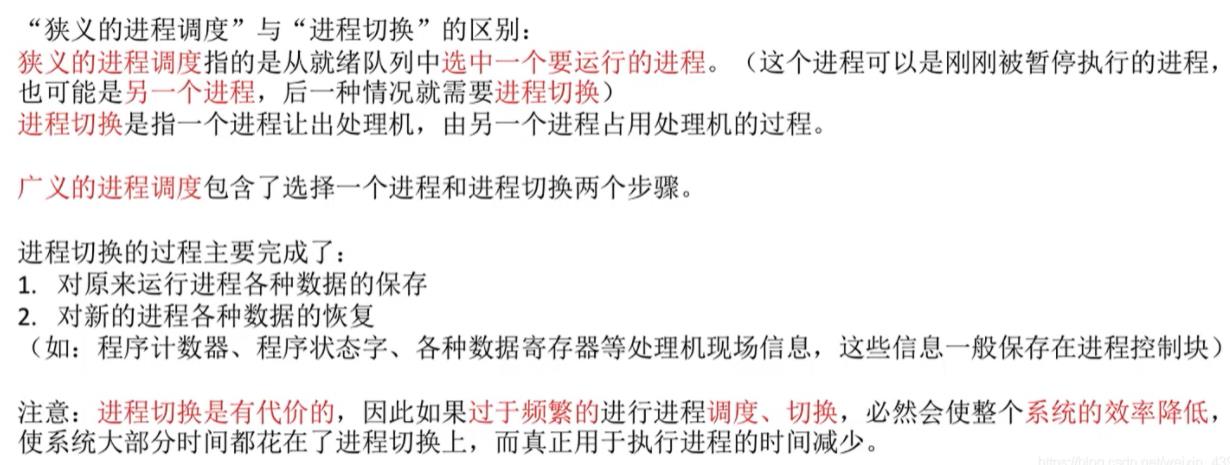 “狭义的进程调度”与“进程切换”的区别：
狭义的进程调度指的是从就绪队列中选中一个要运行的进程。（这个进程可以是刚刚被暂停执行的进程，
也可能是另一个进程，后一种情况就需要进程切换）
进程切换是指一个进程让出处理机，由另一个进程占用处理机的过程。
广义的进程调度包含了选择一个进程和进程切换两个步骤。
进程切换的过程主要完成了：
1. 对原来运行进程各种数据的保存
2. 对新的进程各种数据的恢复
（如：程序计数器、程序状态字、各种数据寄存器等处理机现场信息，这些信息一般保存在进程控制块）
注意：进程切换是有代价的，因此如果过于频繁的进行进程调度、切换，必然会使整个系统的效率降低，
使系统大部分时间都花在了进程切换上，而真正用于执行进程的时间减少。